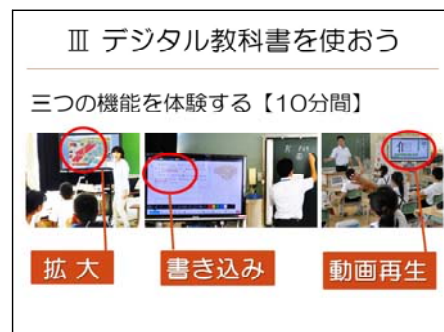 Ⅲ デジタル教科書を使おう
三つの機能を体験する【10分間】
拡 大
書き込み
動画再生